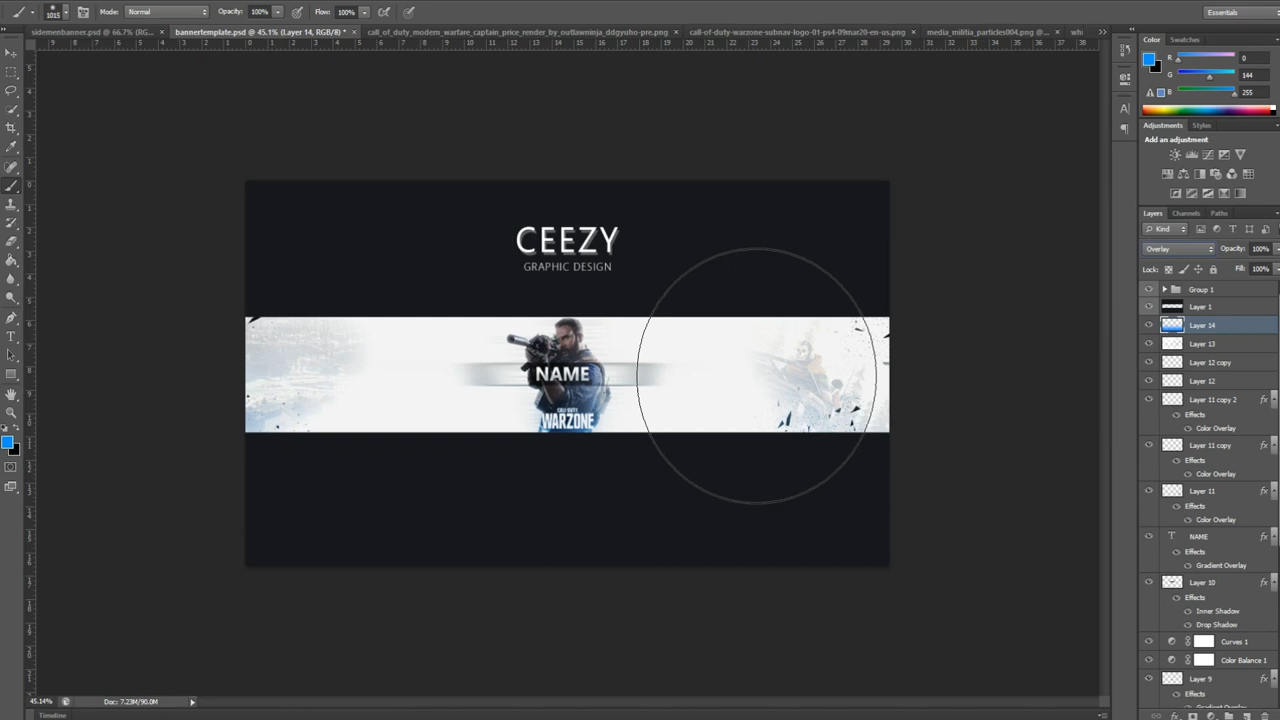 1015 Mode: Normal Opacity: 100% Flow: 100% Essentials
sidemenbanner.psd @ 66.7% (RG... × bannertemplate.psd @ 45.1% (Layer 14, RGB/8) * × call_of_duty_modern_warfare_captain_price_render_by_outlawninja_ddgyuho-pre.png × call-of-duty-warzone-subnav-logo-01-ps4-09mar20-en-us.png × media_militia_particles004.png @... × whi
Color Swatches
R 0
G 144
B 255
Adjustments Styles
Add an adjustment
Layers Channels Paths
Kind
Overlay Opacity: 100%
Lock: Fill: 100%
Group 1
Layer 1
Layer 14
Layer 13
Layer 12 copy
Layer 12
Layer 11 copy 2
Effects
Color Overlay
Layer 11 copy
Effects
Color Overlay
Layer 11
Effects
Color Overlay
NAME
Effects
Gradient Overlay
Layer 10
Effects
Inner Shadow
Drop Shadow
Curves 1
Color Balance 1
Layer 9
Effects
Gradient Overlay
CEEZY
GRAPHIC DESIGN
NAME
CALL OF DUTY
WARZONE
45.14% Doc: 7.23M/90.0M
Timeline